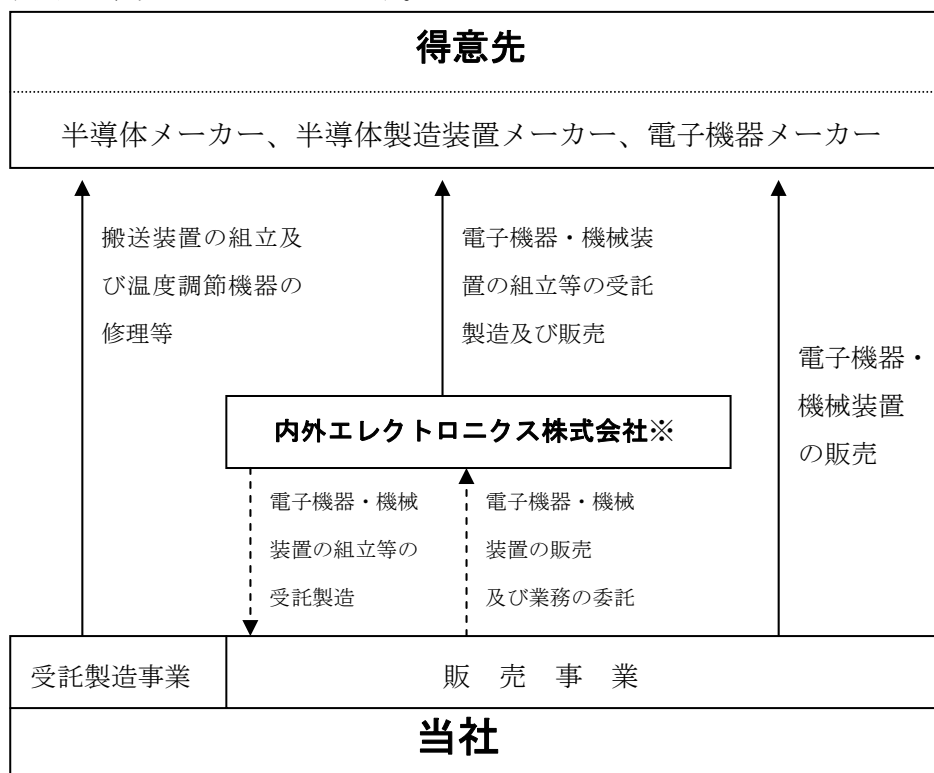 得意先
半導体メーカー、半導体製造装置メーカー、電子機器メーカー
搬送装置の組立及
び温度調節機器の
修理等
電子機器・機械装
置の組立等の受託
製造及び販売
電子機器・
機械装置
の販売
内外エレクトロニクス株式会社※
電子機器・機械
装置の組立等の
受託製造
電子機器・機械
装置の販売
及び業務の委託
受託製造事業
販売事業
当社